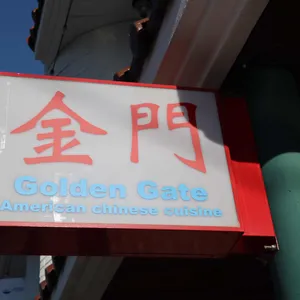 金門
Golden Gate
American chinese cuisine